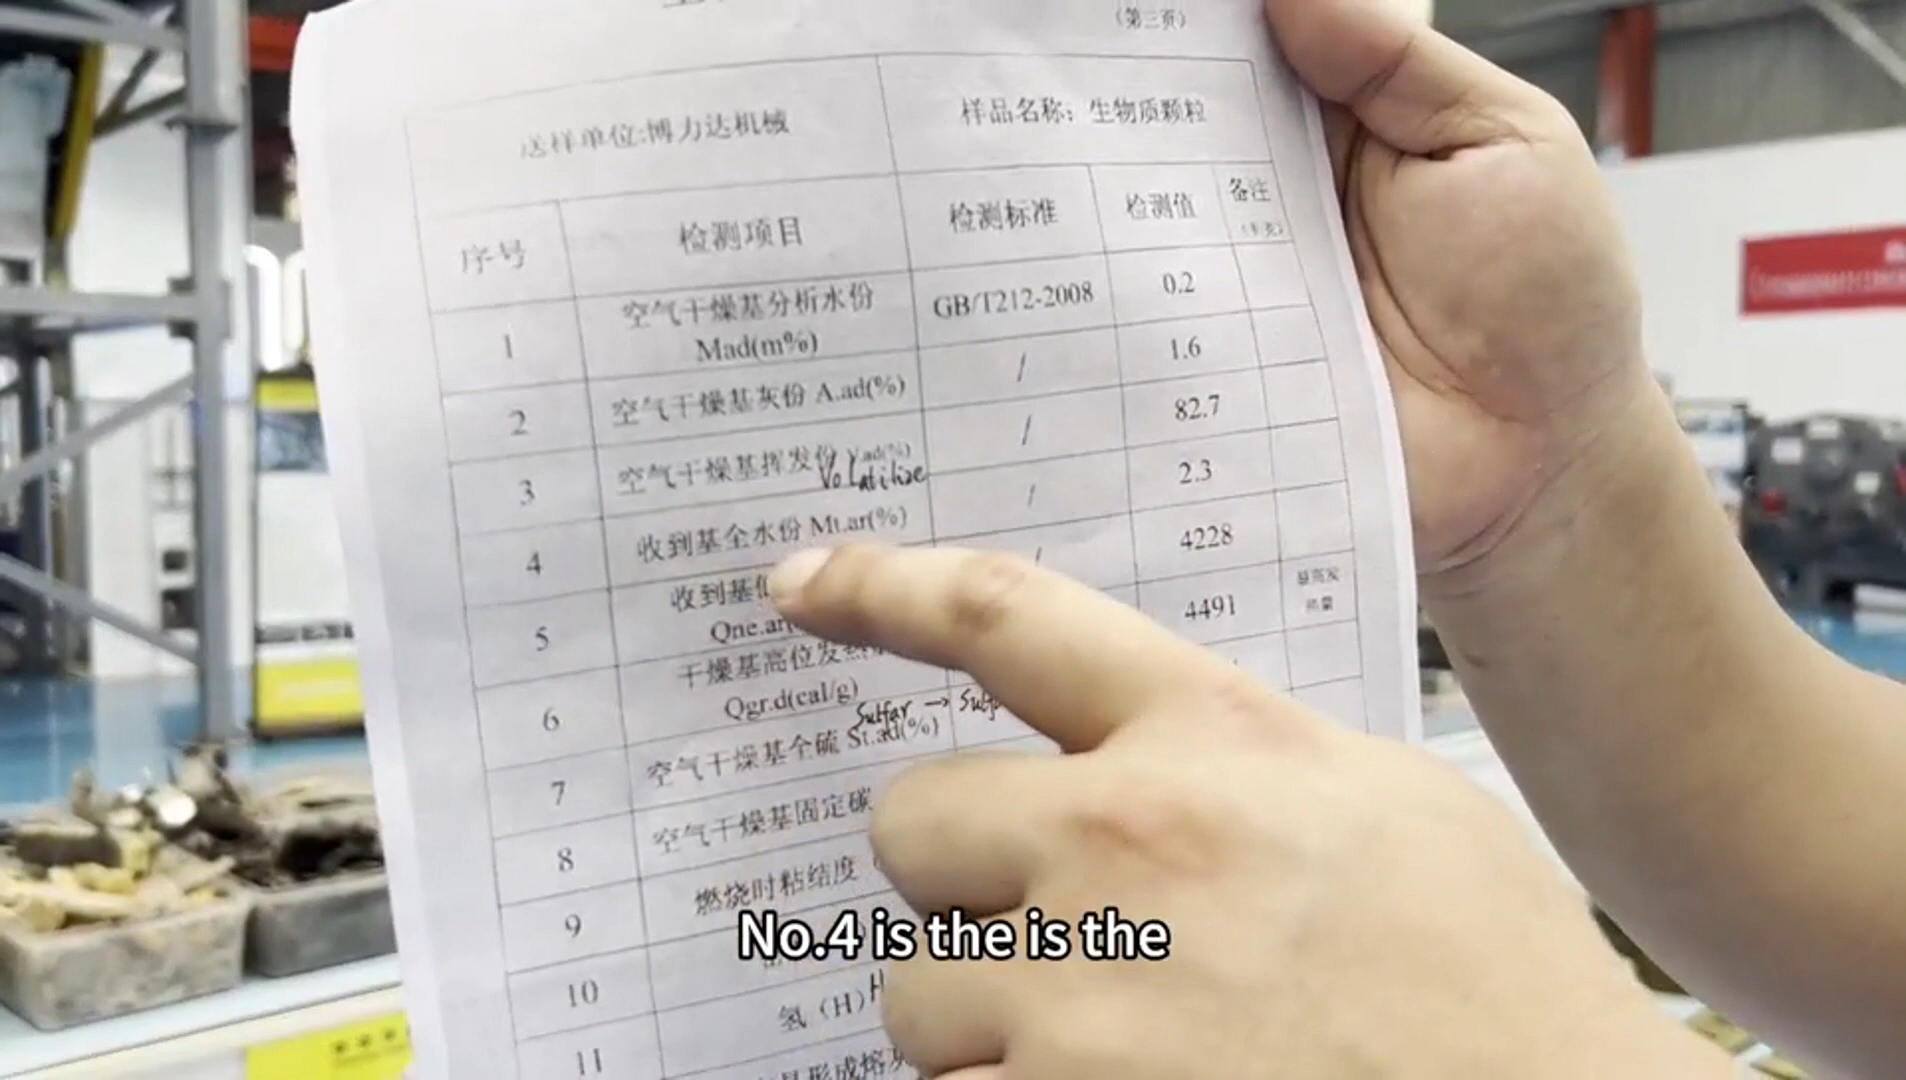 （第三页）
送样单位:博力达机械
样品名称：生物质颗粒
序号 检测项目 检测标准 检测值 备注
1 空气干燥基分析水份 Mad(m%) GB/T212-2008 0.2
2 空气干燥基灰份 A.ad(%) / 1.6
3 空气干燥基挥发份 V.ad(%) / 82.7
Volatilize
4 收到基全水份 Mt.ar(%) / 2.3
5 收到基 Qne.ar / 4228
6 干燥基高位发热 Qgr.d(cal/g) 4491
最高发
热量
Sulfar → Sulf
7 空气干燥基全硫 St.ad(%)
8 空气干燥基固定碳
9 燃烧时粘结度
10
氢（H）H
11
No.4 is the is the